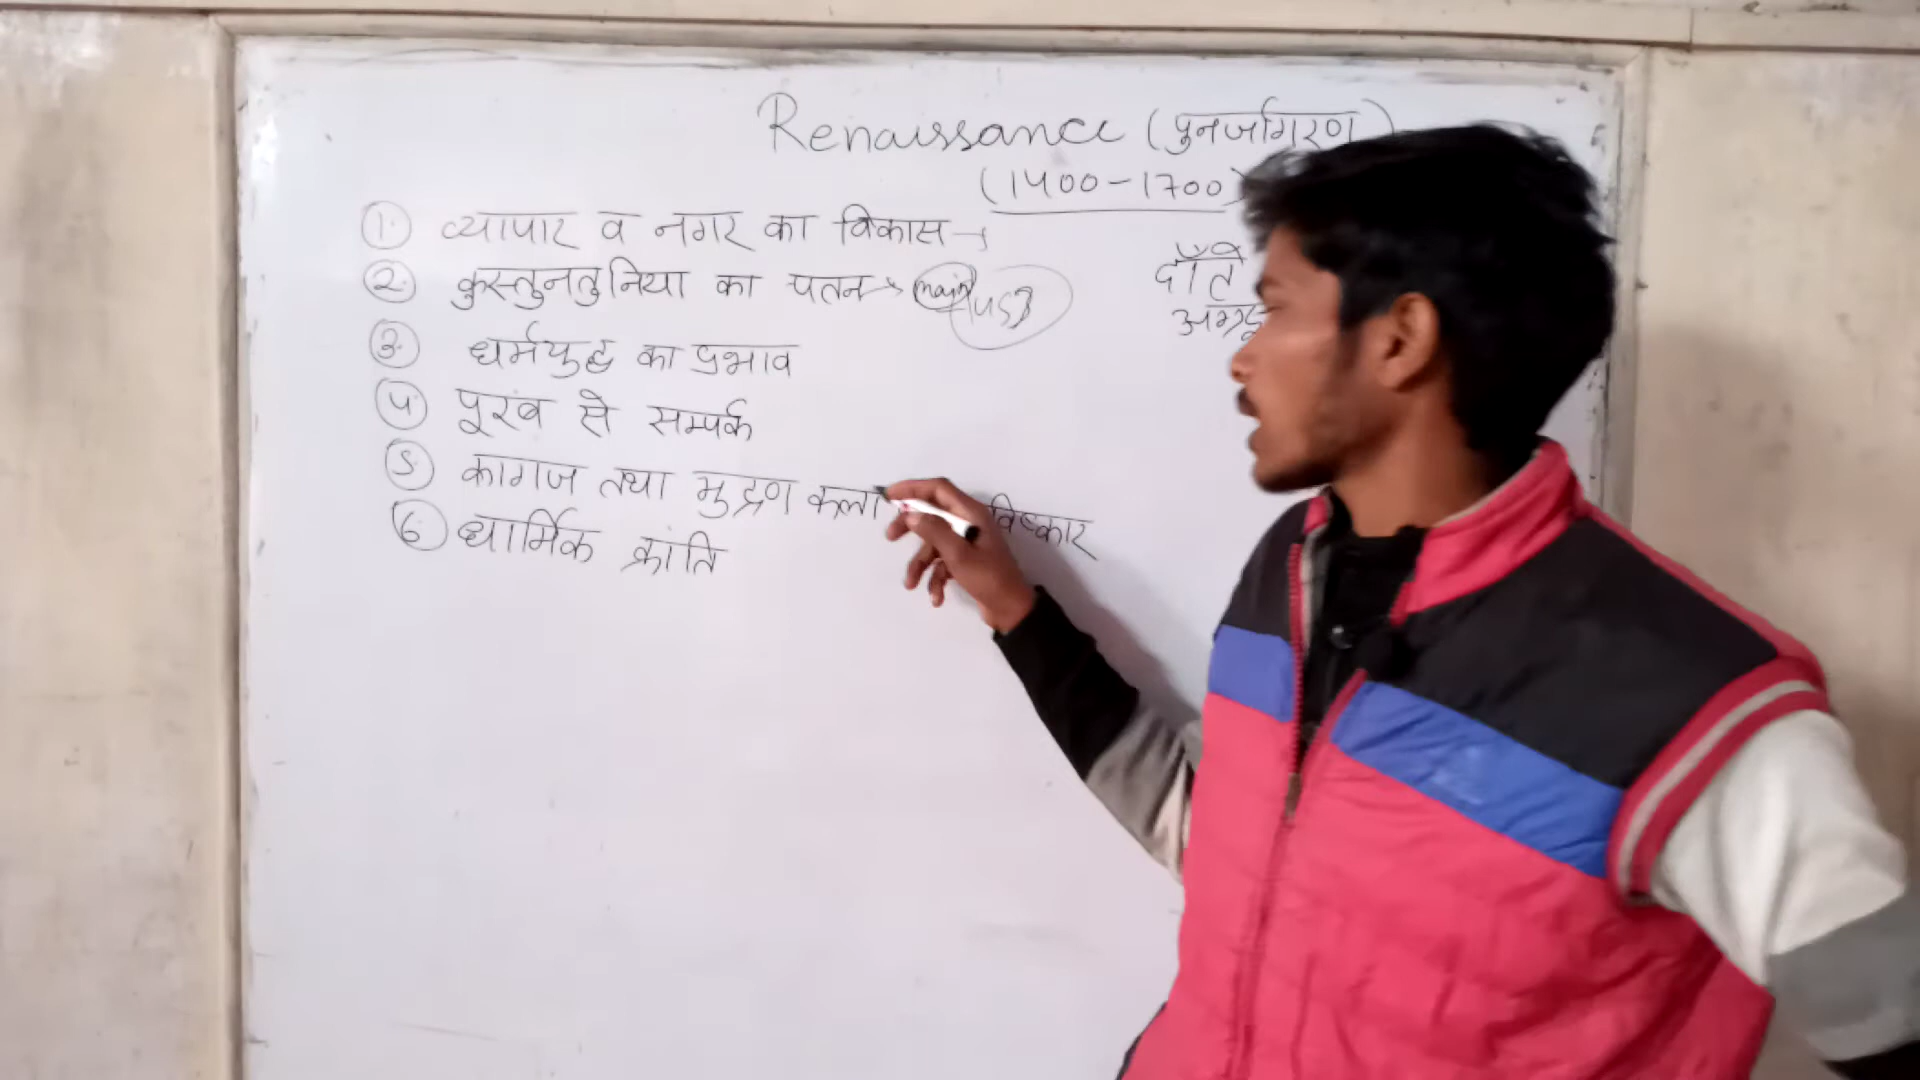 Renaissance (पुनर्जागरण)
(1400-1700)
① व्यापार व नगर का विकास →
② कुस्तुनतुनिया का पतन → main 1453
③ धर्मयुद्ध का प्रभाव
④ पूरब से सम्पर्क
⑤ कागज तथा मुद्रण कला
⑥ धार्मिक क्रांति
दाँते